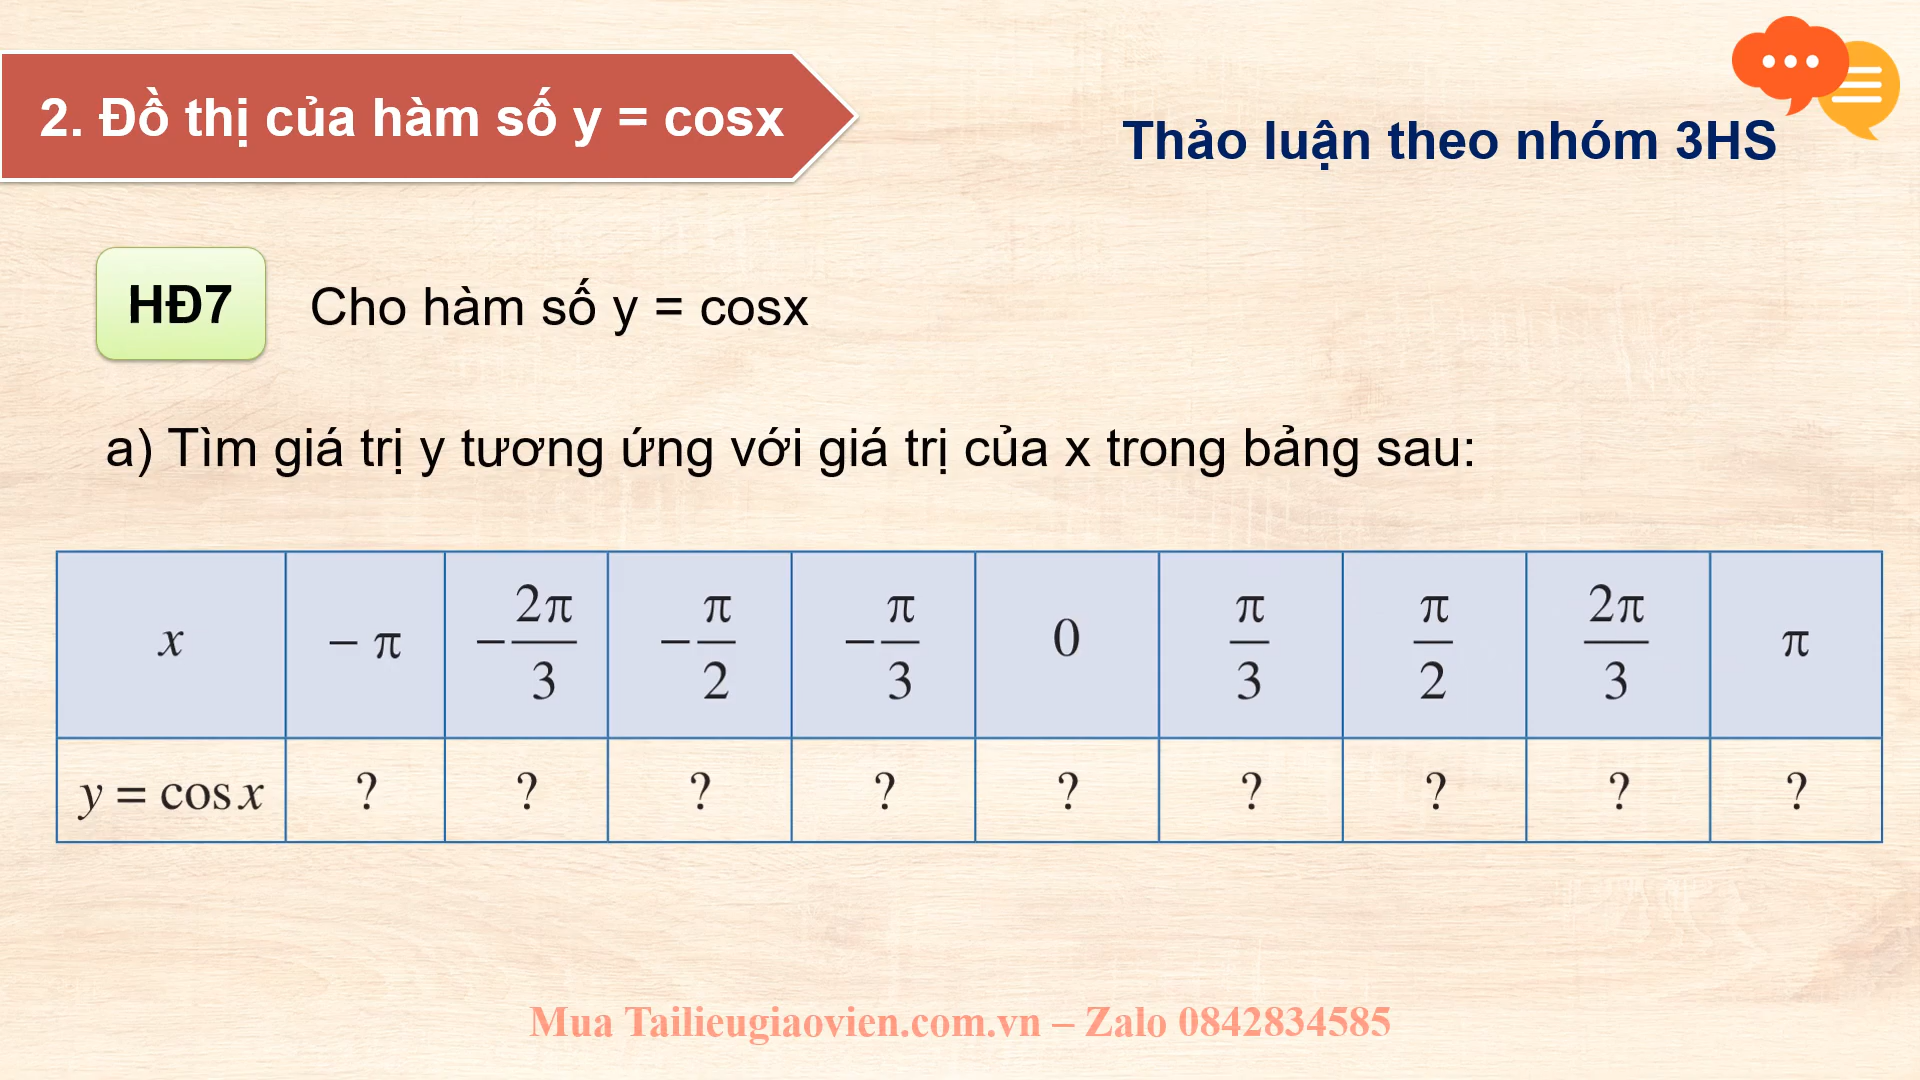 2. Đồ thị của hàm số y = cosx
Thảo luận theo nhóm 3HS
HĐ7
Cho hàm số y = cosx
a) Tìm giá trị y tương ứng với giá trị của x trong bảng sau:
x − π −2π/3 −π/2 −π/3 0 π/3 π/2 2π/3 π
y = cos x ? ? ? ? ? ? ? ? ?
Mua Tailieugiaovien.com.vn – Zalo 0842834585